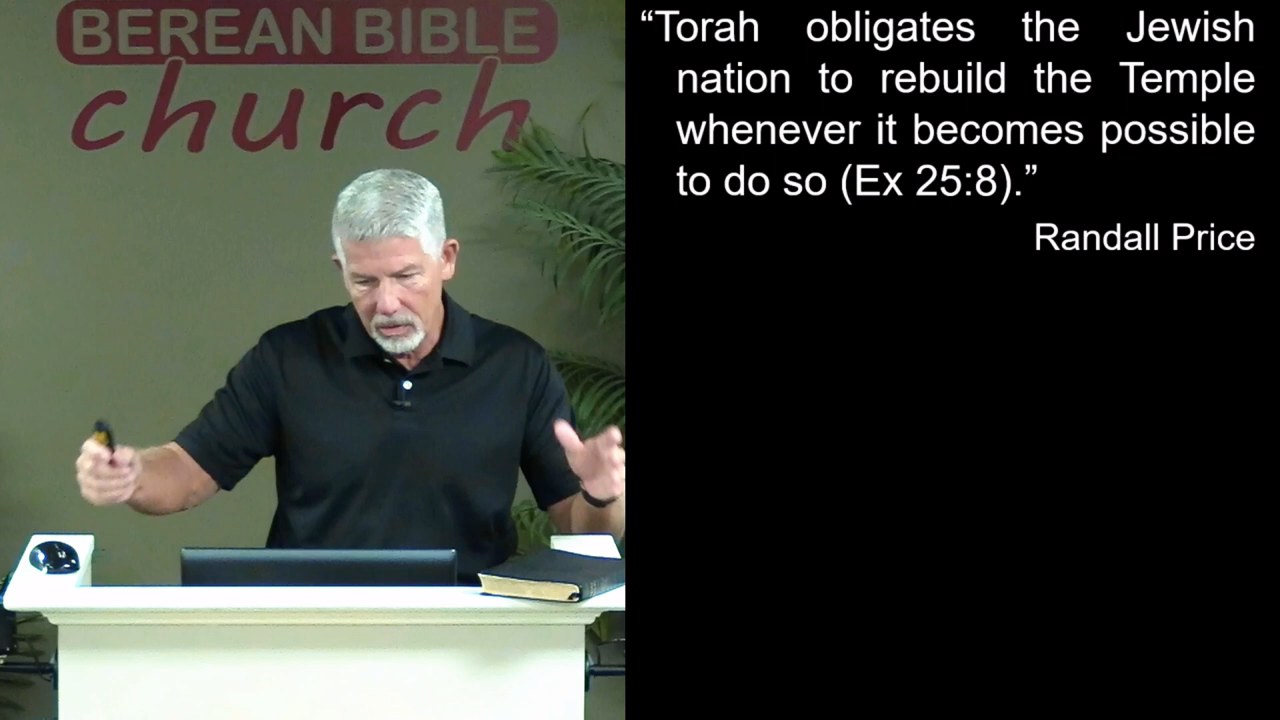 BEREAN BIBLE
church
“Torah obligates the Jewish
nation to rebuild the Temple
whenever it becomes possible
to do so (Ex 25:8).”
Randall Price